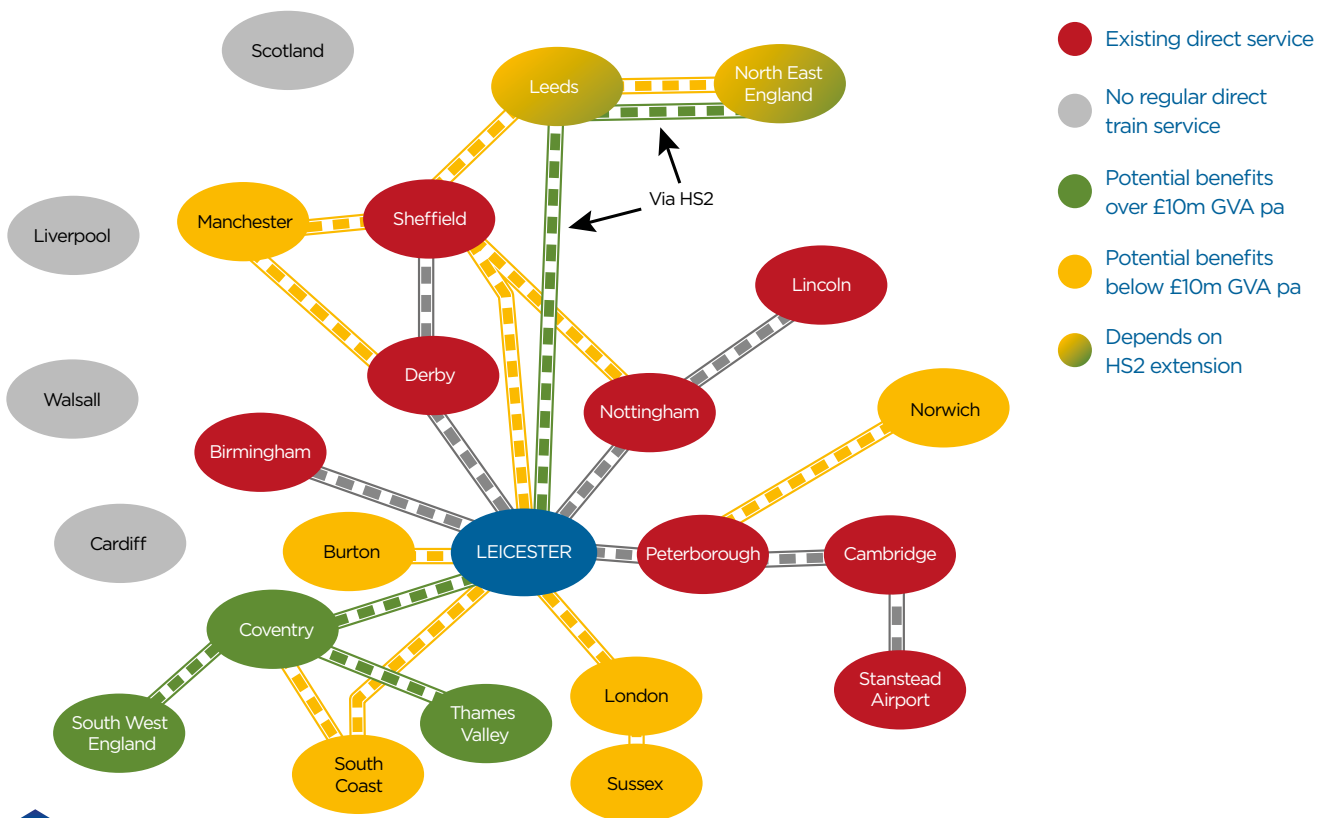 Scotland
Leeds
North East
England
Via HS2
Manchester
Sheffield
Liverpool
Lincoln
Derby
Walsall
Nottingham
Norwich
Birmingham
Cardiff
Burton
LEICESTER
Peterborough
Cambridge
Coventry
London
Stanstead
Airport
South West
England
Thames
Valley
South
Coast
Sussex
Existing direct service
No regular direct
train service
Potential benefits
over £10m GVA pa
Potential benefits
below £10m GVA pa
Depends on
HS2 extension